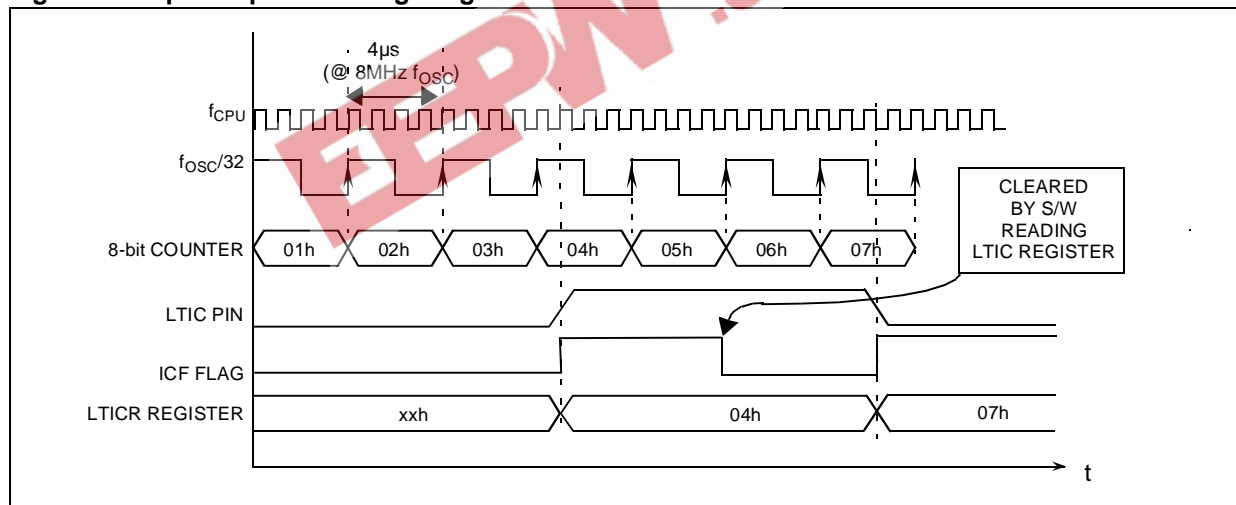 4µs
(@ 8MHz fOSC)
fCPU
fOSC/32
CLEARED
BY S/W
READING
LTIC REGISTER
8-bit COUNTER
01h
02h
03h
04h
05h
06h
07h
LTIC PIN
ICF FLAG
LTICR REGISTER
xxh
04h
07h
t